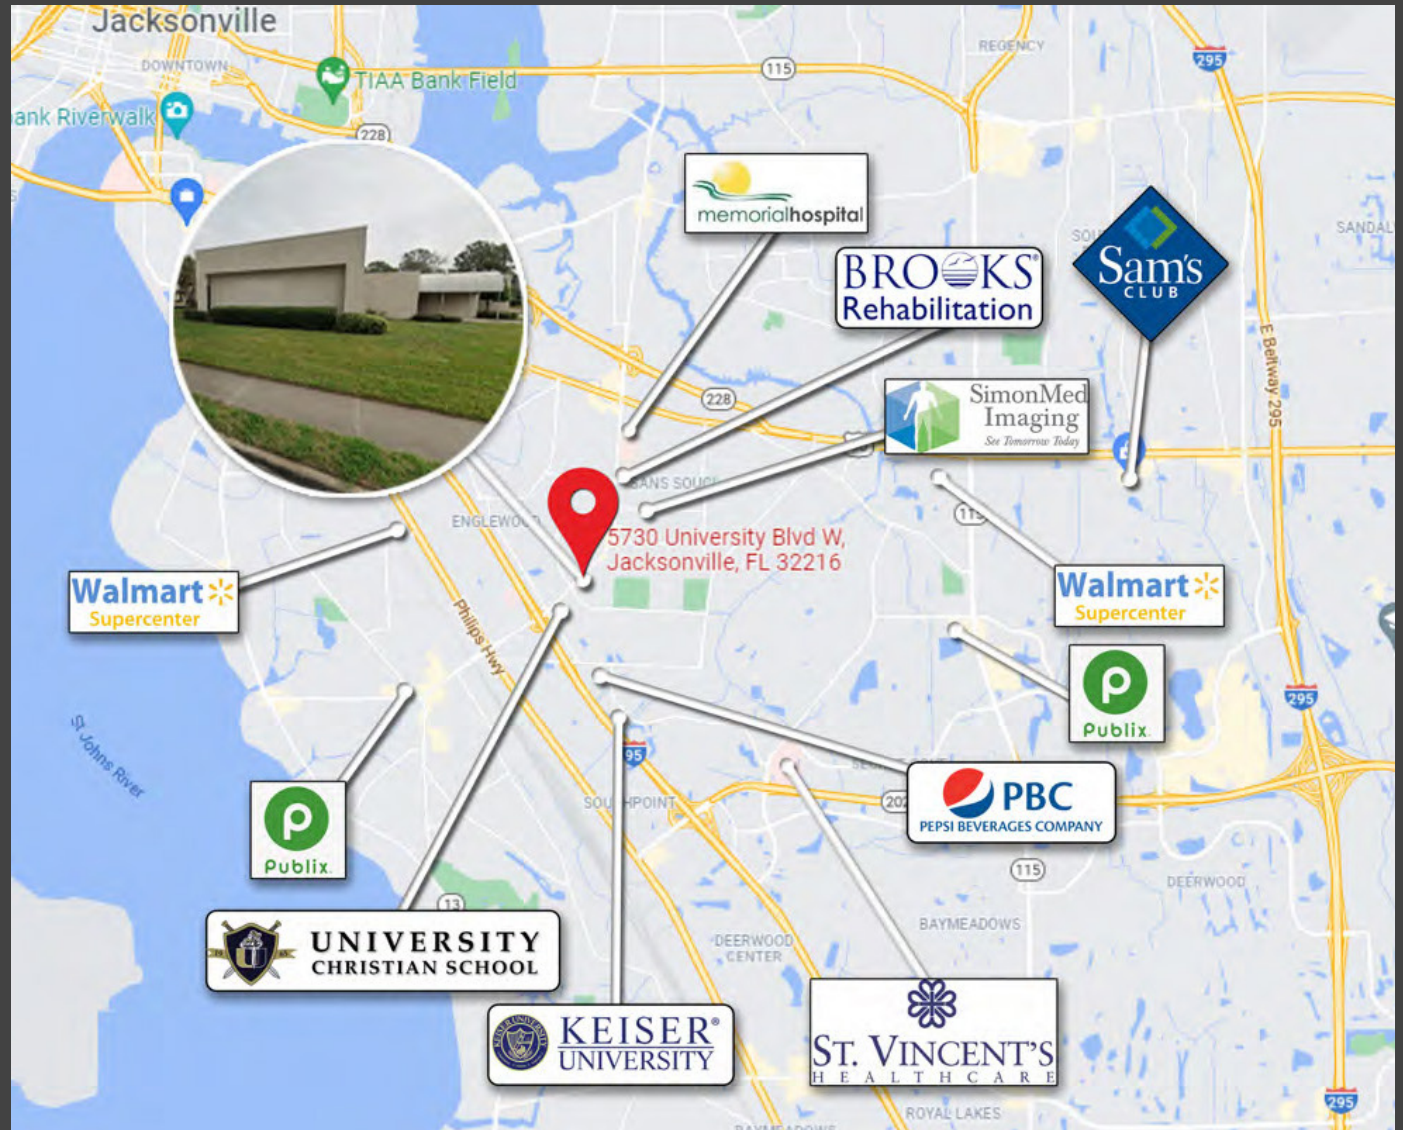 Jacksonville
DOWNTOWN
TIAA Bank Field
ank Riverwalk
228
115
REGENCY
295
memorialhospital
BROOKS®
Rehabilitation
Sam's
CLUB
SANDAL
E Beltway 295
228
SimonMed
Imaging
See Tomorrow Today
SANS SOUCI
ENGLEWOOD
115
5730 University Blvd W,
Jacksonville, FL 32216
Walmart
Supercenter
Walmart
Supercenter
Philips Hwy
Publix
295
St Johns River
95
SOUTHPOINT
202
PBC
PEPSI BEVERAGES COMPANY
Publix
115
DEERWOOD
13
UNIVERSITY
CHRISTIAN SCHOOL
BAYMEADOWS
DEERWOOD
CENTER
KEISER®
UNIVERSITY
ST. VINCENT'S
HEALTHCARE
295
ROYAL LAKES